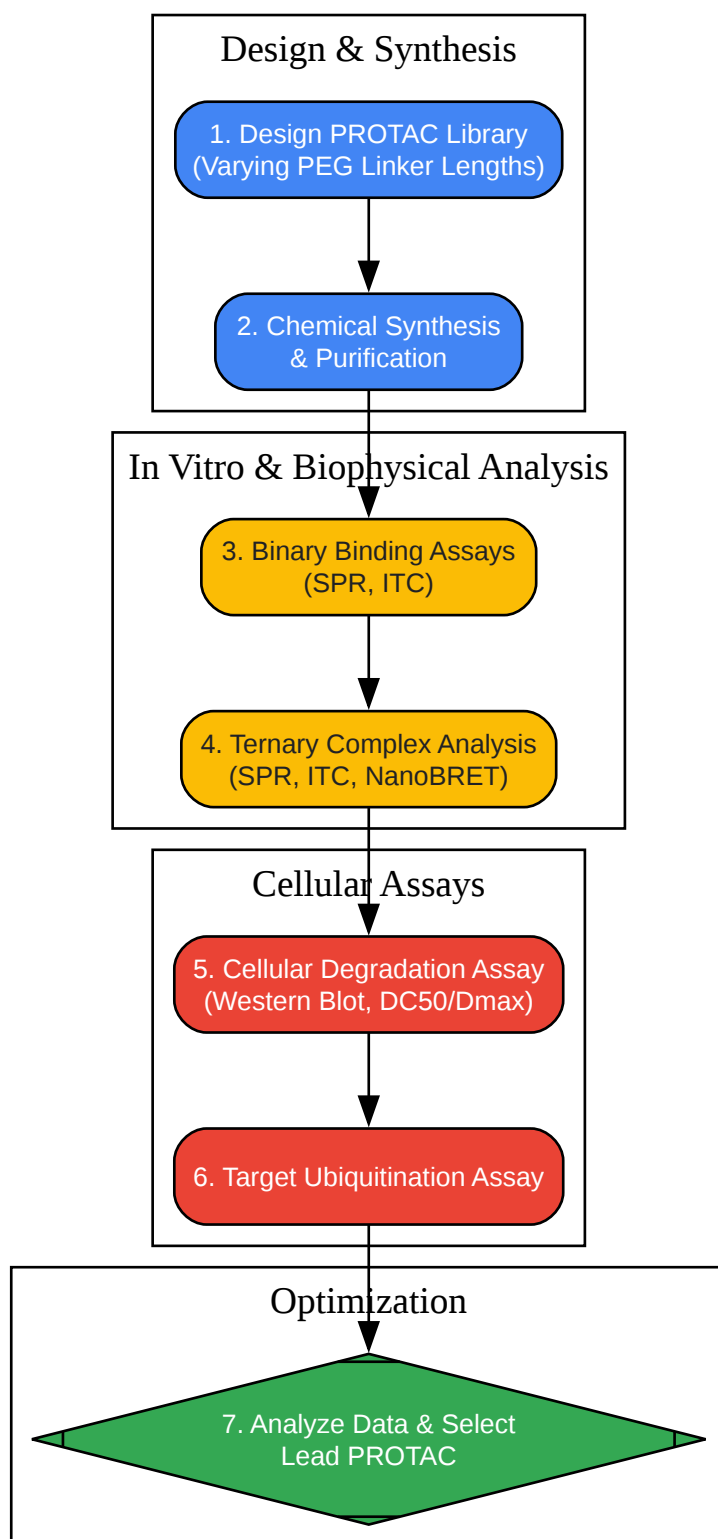 Design & Synthesis
1. Design PROTAC Library
(Varying PEG Linker Lengths)
2. Chemical Synthesis
& Purification
In Vitro & Biophysical Analysis
3. Binary Binding Assays
(SPR, ITC)
4. Ternary Complex Analysis
(SPR, ITC, NanoBRET)
Cellular Assays
5. Cellular Degradation Assay
(Western Blot, DC50/Dmax)
6. Target Ubiquitination Assay
Optimization
7. Analyze Data & Select
Lead PROTAC